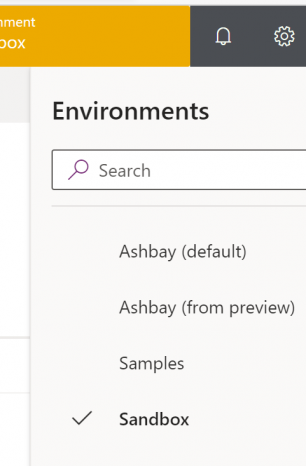 nment
box
Environments
Search
Ashbay (default)
Ashbay (from preview)
Samples
Sandbox